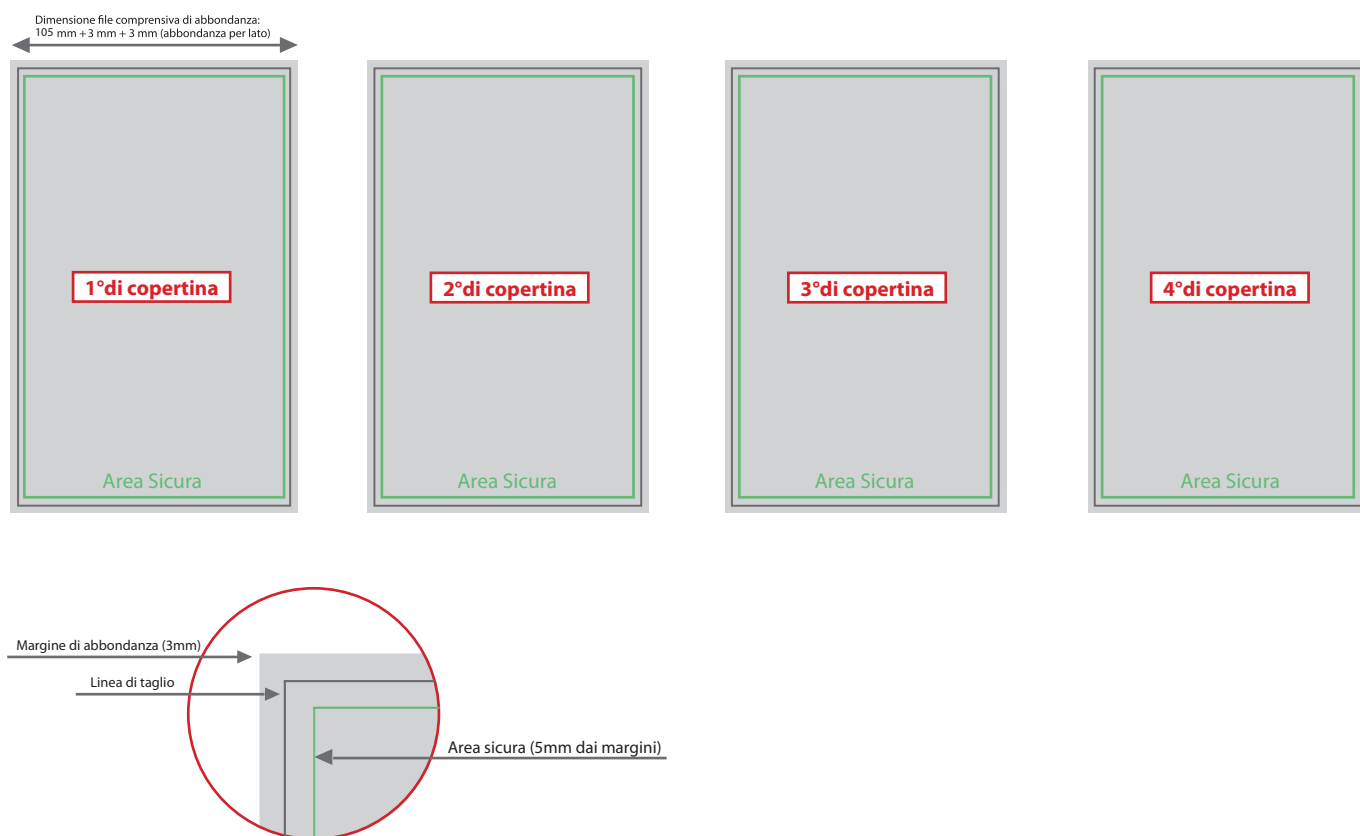 Dimensione file comprensiva di abbondanza:
105 mm + 3 mm + 3 mm (abbondanza per lato)
1°di copertina
2°di copertina
3°di copertina
4°di copertina
Area Sicura
Area Sicura
Area Sicura
Area Sicura
Margine di abbondanza (3mm)
Linea di taglio
Area sicura (5mm dai margini)